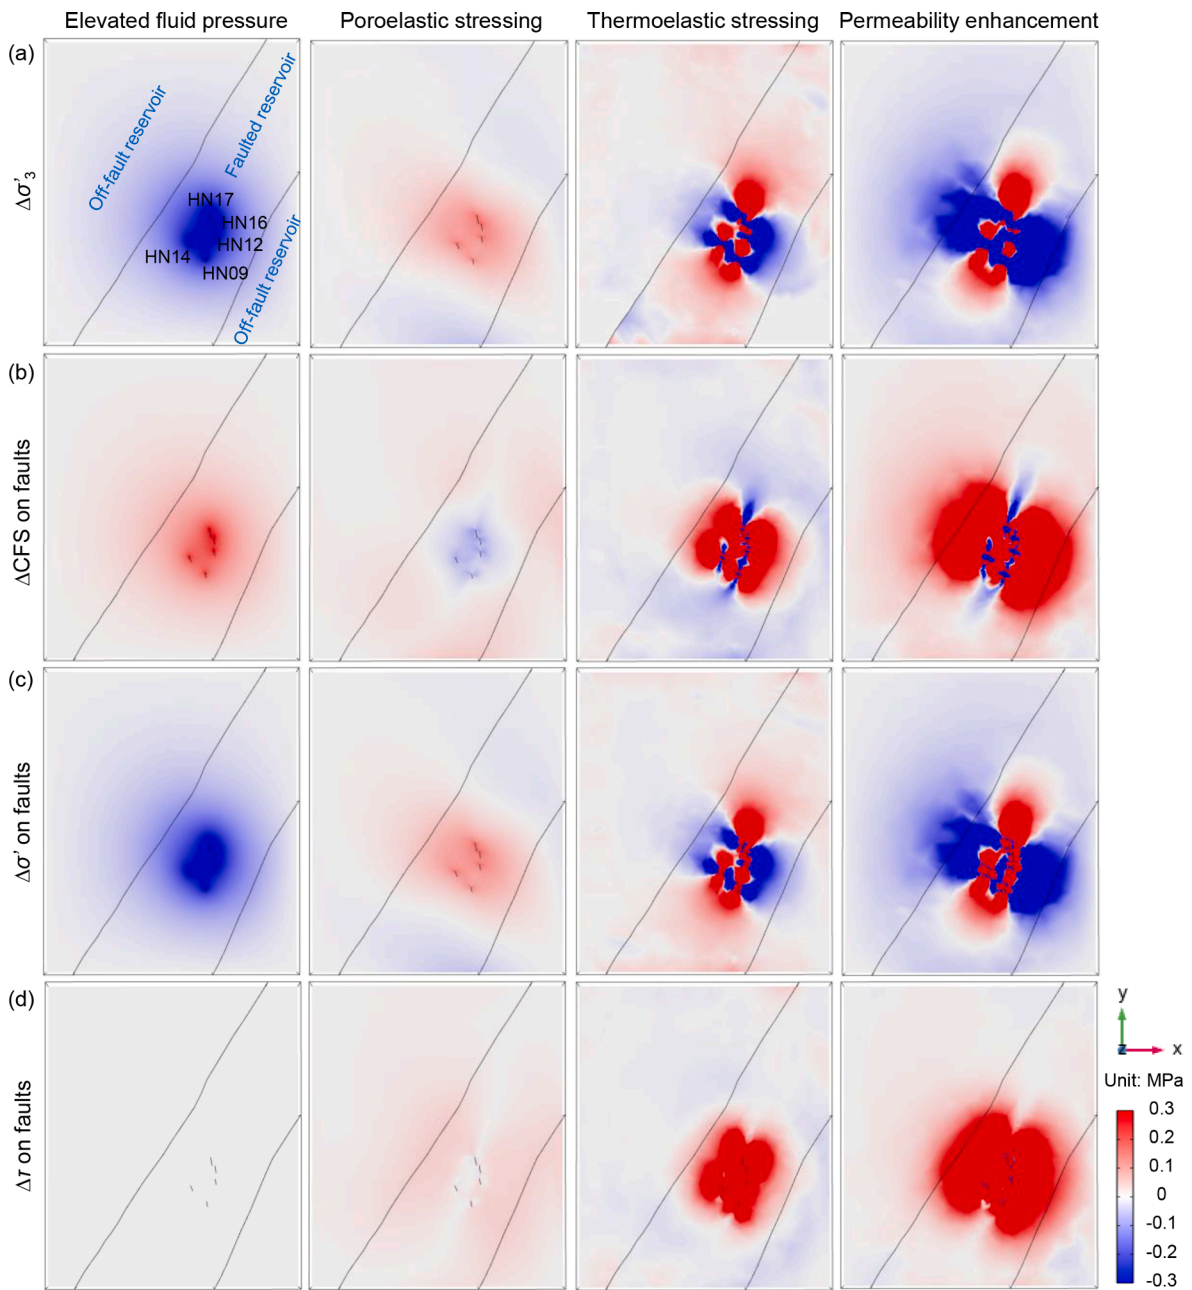 Elevated fluid pressure
Poroelastic stressing
Thermoelastic stressing
Permeability enhancement
(a)
Δσ'₃
Off-fault reservoir
Faulted reservoir
HN17
HN16
HN12
HN14
HN09
Off-fault reservoir
(b)
ΔCFS on faults
(c)
Δσ' on faults
(d)
Δτ on faults
y
z
x
Unit: MPa
0.3
0.2
0.1
0
-0.1
-0.2
-0.3